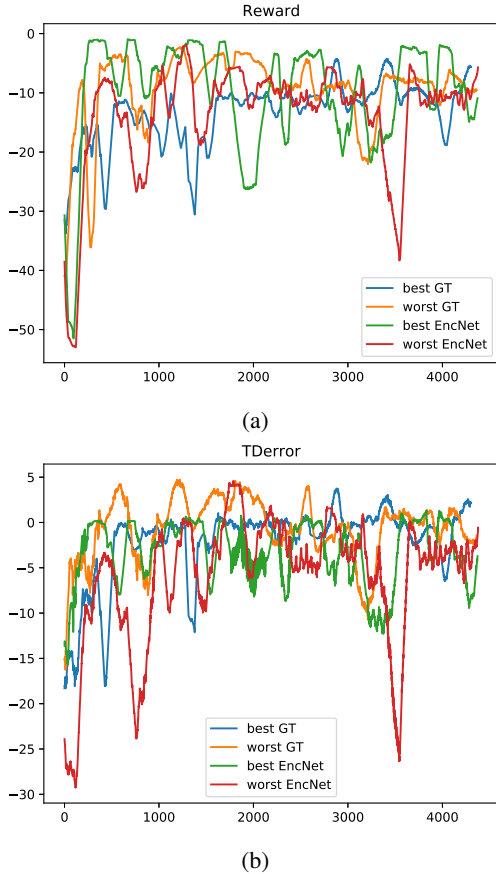 Reward
0
−10
−20
−30
−40
−50
best GT
worst GT
best EncNet
worst EncNet
0 1000 2000 3000 4000
(a)
TDerror
5
0
−5
−10
−15
−20
−25
−30
best GT
worst GT
best EncNet
worst EncNet
0 1000 2000 3000 4000
(b)